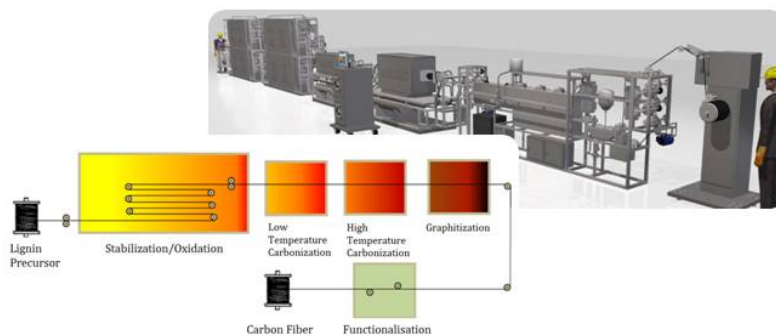 Lignin
Precursor
Stabilization/Oxidation
Low
Temperature
Carbonization
High
Temperature
Carbonization
Graphitization
Carbon Fiber
Functionalisation